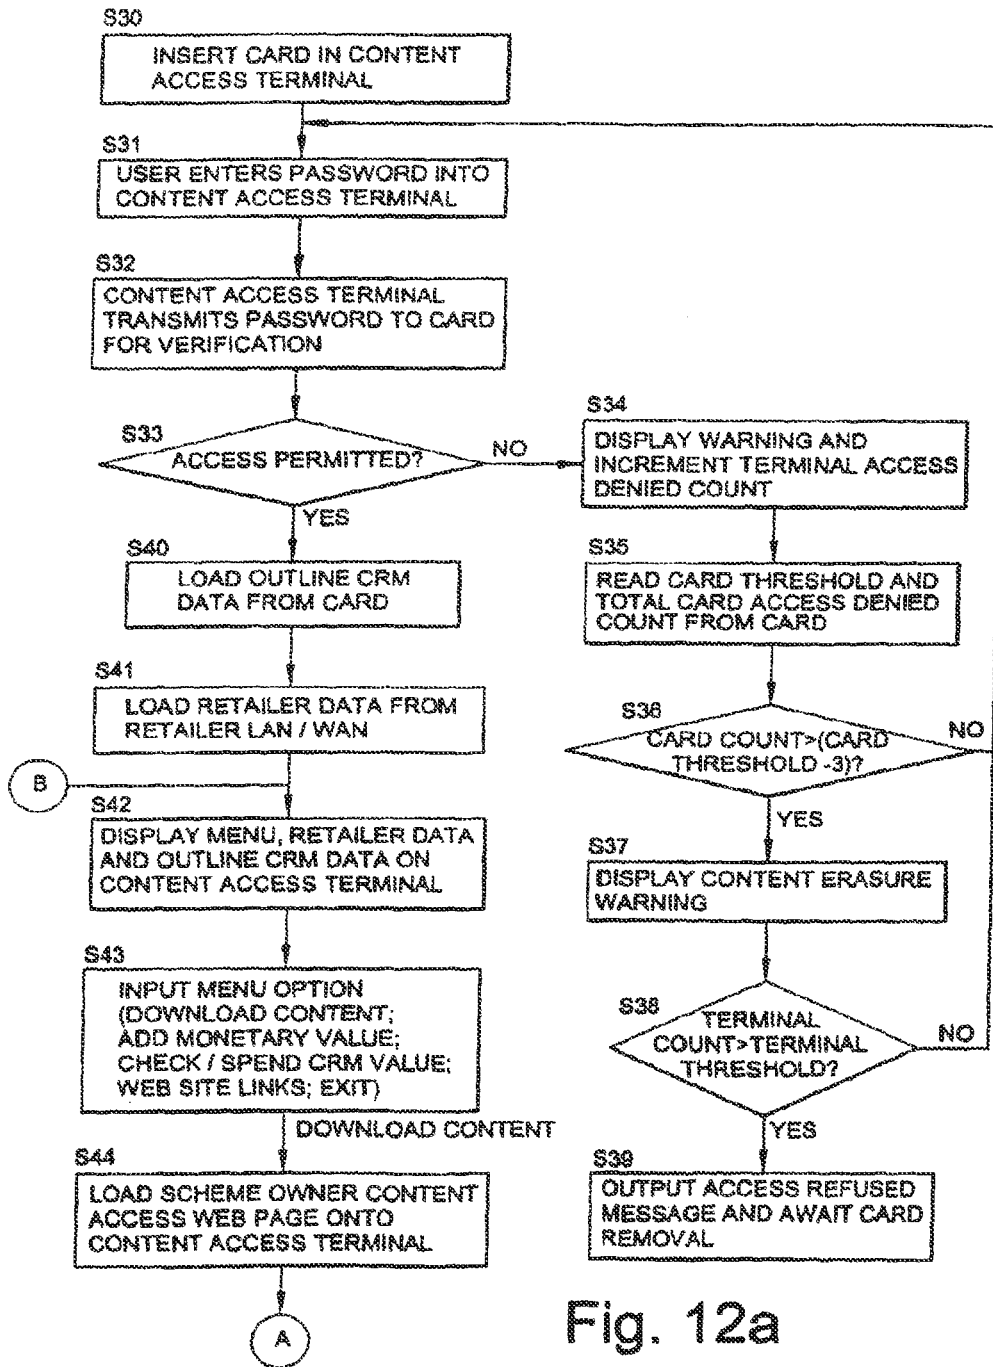 S30
INSERT CARD IN CONTENT
ACCESS TERMINAL
S31
USER ENTERS PASSWORD INTO
CONTENT ACCESS TERMINAL
S32
CONTENT ACCESS TERMINAL
TRANSMITS PASSWORD TO CARD
FOR VERIFICATION
S33
ACCESS PERMITTED?
NO
YES
S34
DISPLAY WARNING AND
INCREMENT TERMINAL ACCESS
DENIED COUNT
S35
READ CARD THRESHOLD AND
TOTAL CARD ACCESS DENIED
COUNT FROM CARD
S36
CARD COUNT>(CARD
THRESHOLD -3)?
NO
YES
S37
DISPLAY CONTENT ERASURE
WARNING
S38
TERMINAL
COUNT>TERMINAL
THRESHOLD?
NO
YES
S39
OUTPUT ACCESS REFUSED
MESSAGE AND AWAIT CARD
REMOVAL
S40
LOAD OUTLINE CRM
DATA FROM CARD
S41
LOAD RETAILER DATA FROM
RETAILER LAN / WAN
B
S42
DISPLAY MENU, RETAILER DATA
AND OUTLINE CRM DATA ON
CONTENT ACCESS TERMINAL
S43
INPUT MENU OPTION
(DOWNLOAD CONTENT;
ADD MONETARY VALUE;
CHECK / SPEND CRM VALUE;
WEB SITE LINKS; EXIT)
DOWNLOAD CONTENT
S44
LOAD SCHEME OWNER CONTENT
ACCESS WEB PAGE ONTO
CONTENT ACCESS TERMINAL
A
Fig. 12a